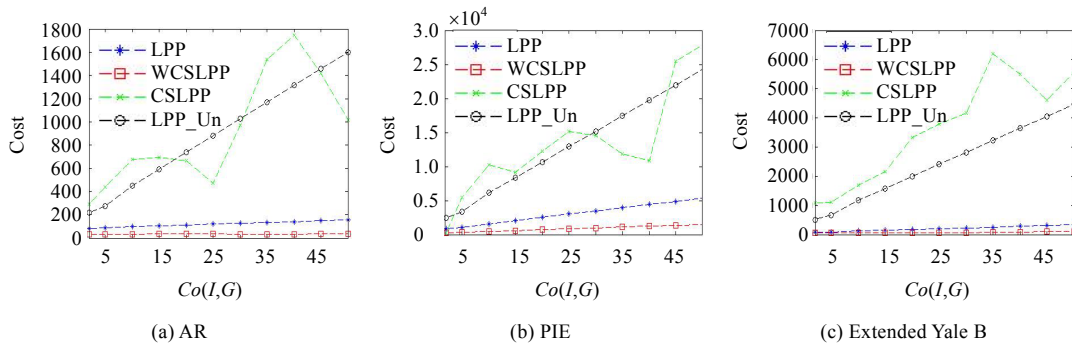 1800
1600
1400
1200
1000
800
600
400
200
0
Cost
LPP
WCSLPP
CSLPP
LPP_Un
5 15 25 35 45
Co(I,G)
(a) AR
×10⁴
3.0
2.5
2.0
1.5
1.0
0.5
0
Cost
LPP
WCSLPP
CSLPP
LPP_Un
5 15 25 35 45
Co(I,G)
(b) PIE
7000
6000
5000
4000
3000
2000
1000
0
Cost
LPP
WCSLPP
CSLPP
LPP_Un
5 15 25 35 45
Co(I,G)
(c) Extended Yale B